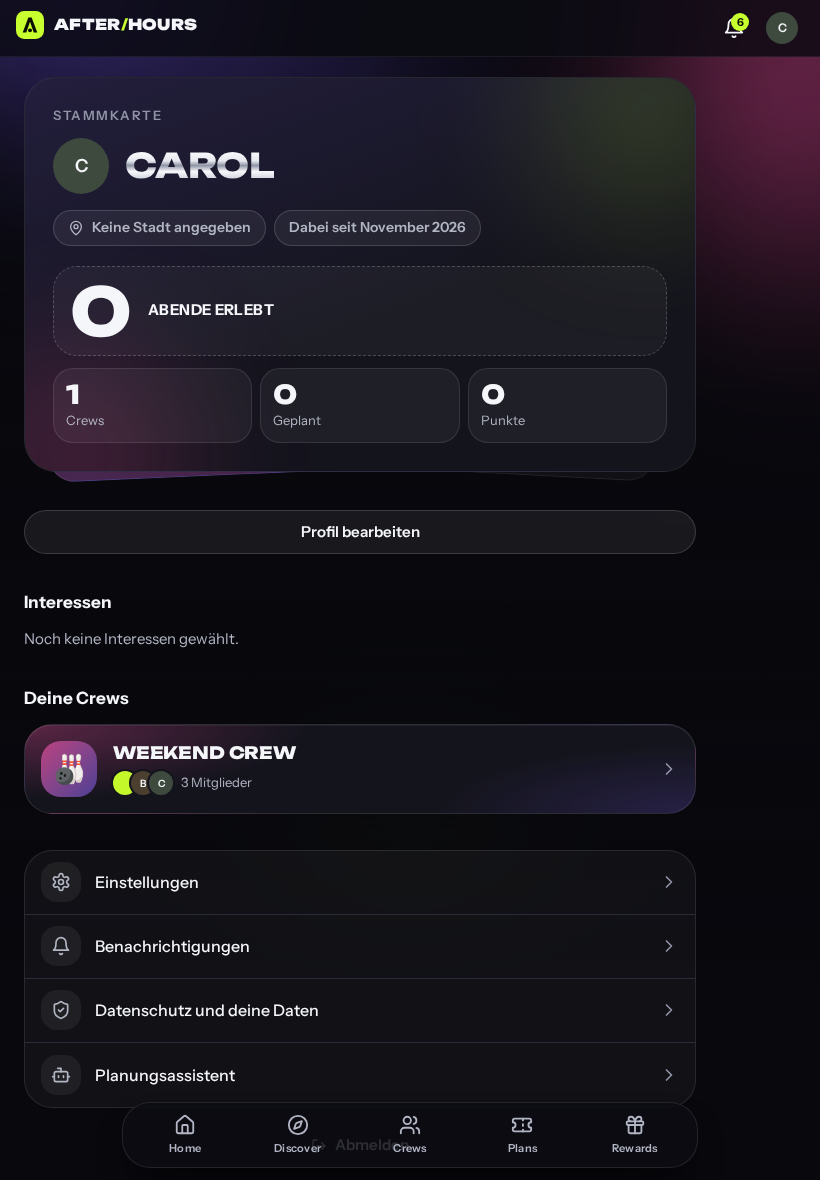 AFTER/HOURS
6
C
STAMMKARTE
C
CAROL
Keine Stadt angegeben
Dabei seit November 2026
0
ABENDE ERLEBT
1
Crews
0
Geplant
0
Punkte
Profil bearbeiten
Interessen
Noch keine Interessen gewählt.
Deine Crews
WEEKEND CREW
B
C
3 Mitglieder
Einstellungen
Benachrichtigungen
Datenschutz und deine Daten
Planungsassistent
Abmelden
Home
Discover
Crews
Plans
Rewards